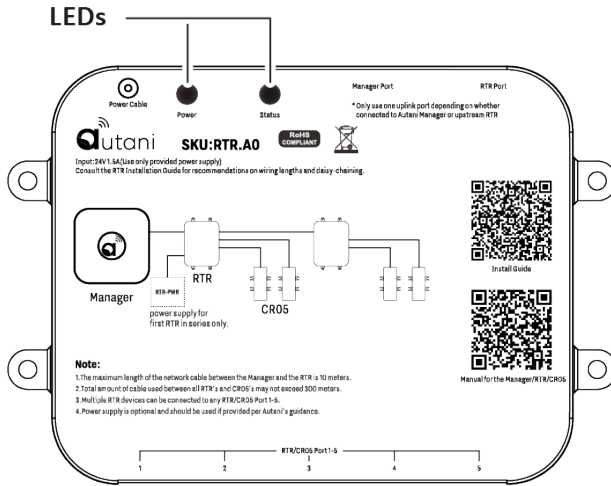 LEDs
Power Cable
Power
Status
Manager Port
RTR Port
* Only use one uplink port depending on whether
connected to Autani Manager or upstream RTR
autani
SKU:RTR.A0
RoHS
COMPLIANT
Input:24V 1.5A(Use only provided power supply)
Consult the RTR Installation Guide for recommendations on wiring lengths and daisy-chaining.
Install Guide
a
Manager
RTR
RTR-PWR
CR05
power supply for
first RTR in series only.
Manual for the Manager/RTR/CR05
Note:
1.The maximum length of the network cable between the Manager and the RTR is 10 meters.
2.Total amount of cable used between all RTR's and CR05's may not exceed 300 meters.
3.Multiple RTR devices can be connected to any RTR/CR05 Port 1-5.
4.Power supply is optional and should be used if provided per Autani's guidance.
RTR/CR05 Port 1-5
1 2 3 4 5